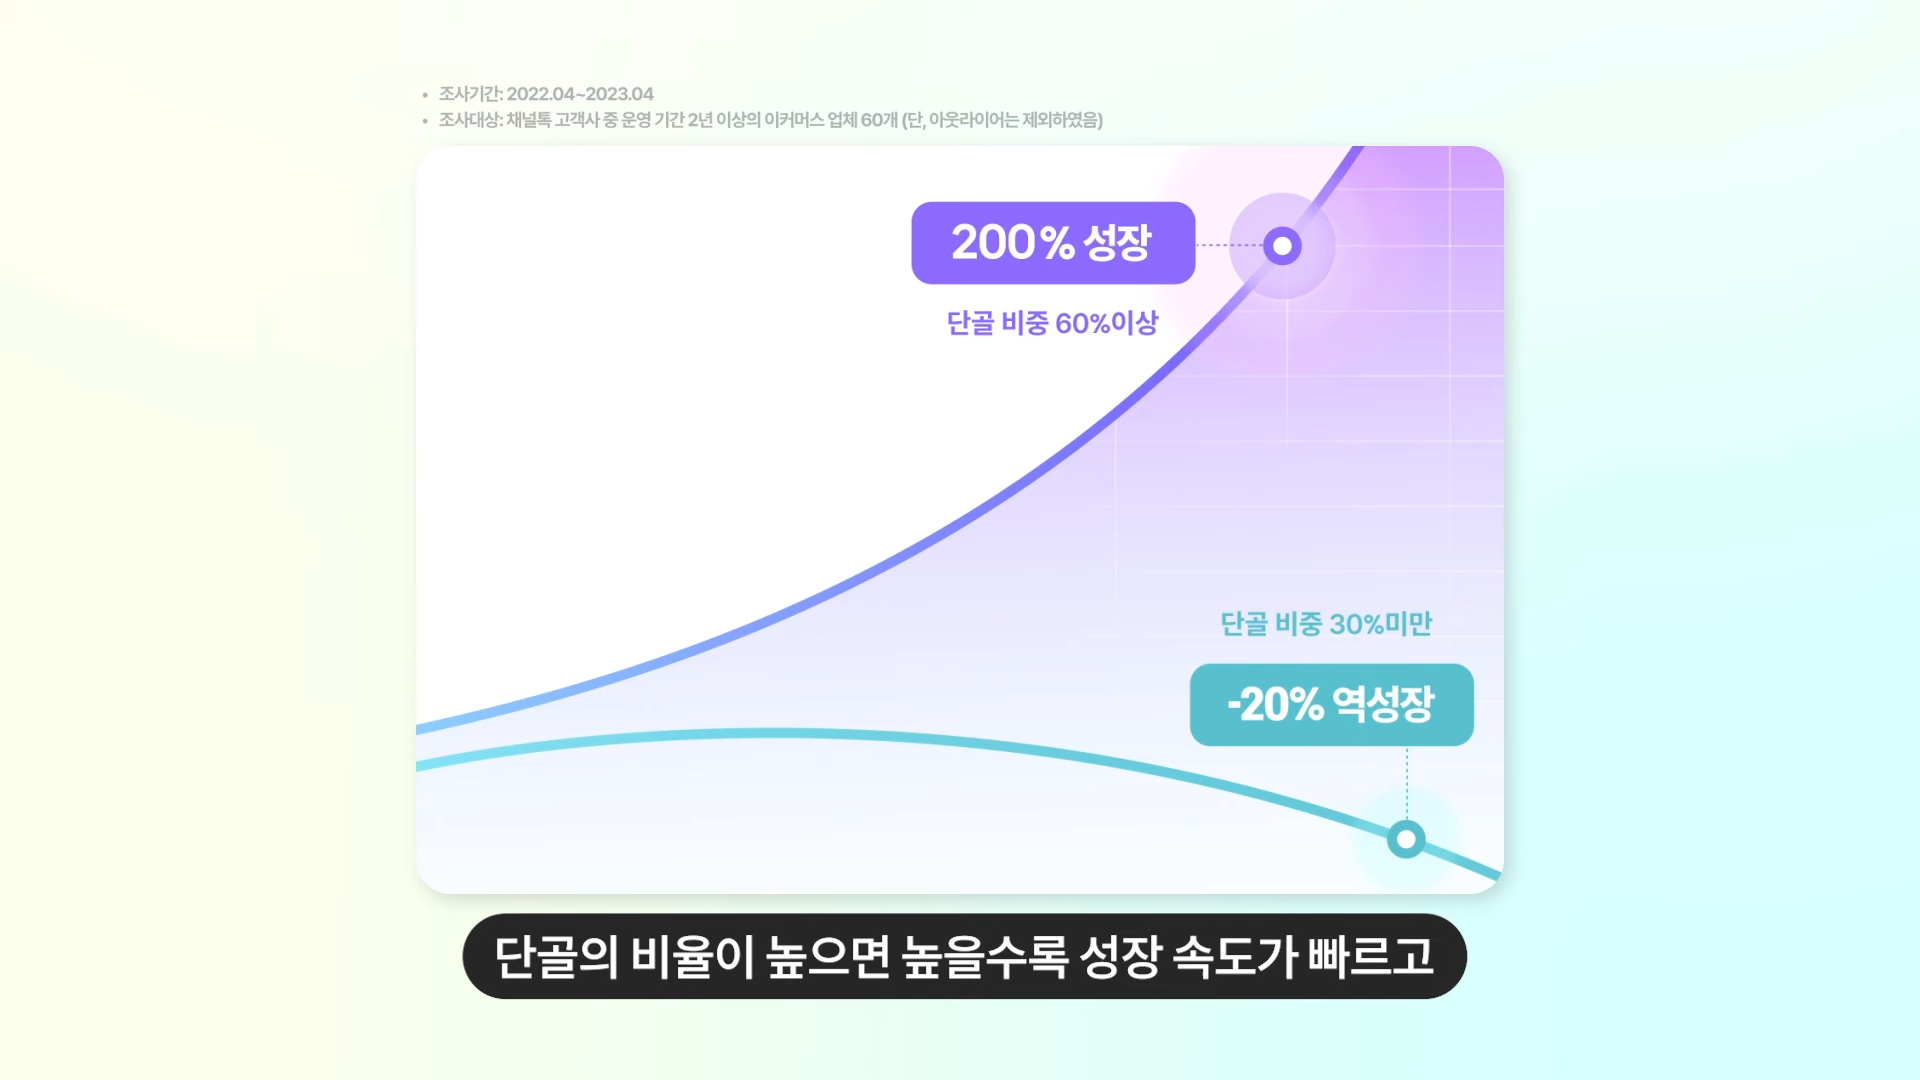 • 조사기간: 2022.04~2023.04
• 조사대상: 채널톡 고객사 중 운영 기간 2년 이상의 이커머스 업체 60개 (단, 아웃라이어는 제외하였음)
200% 성장
단골 비중 60%이상
단골 비중 30%미만
-20% 역성장
단골의 비율이 높으면 높을수록 성장 속도가 빠르고